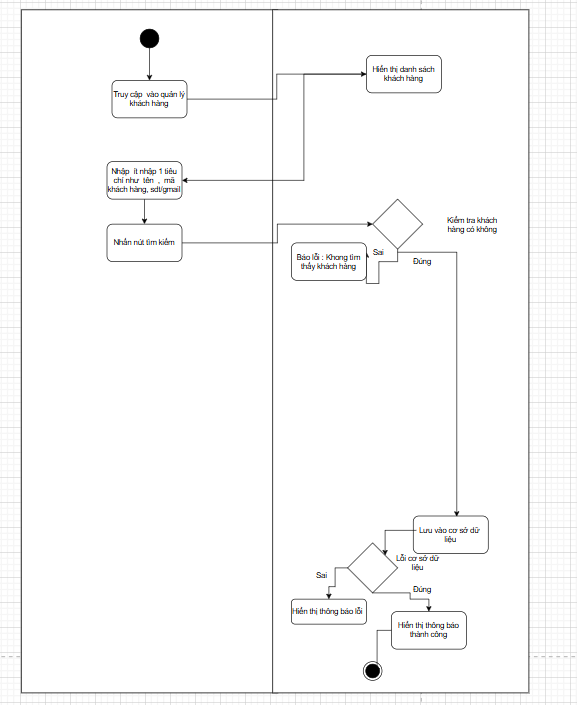 Truy cập vào quản lý
khách hàng
Hiển thị danh sách
khách hàng
Nhập ít nhập 1 tiêu
chí như tên , mã
khách hàng, sdt/gmail
Nhấn nút tìm kiếm
Kiểm tra khách
hàng có không
Sai
Đúng
Báo lỗi : Khong tìm
thấy khách hàng
Lưu vào cơ sở dữ
liệu
Lỗi cơ sở dữ
liệu
Sai
Đúng
Hiển thị thông báo lỗi
Hiển thị thông báo
thành công